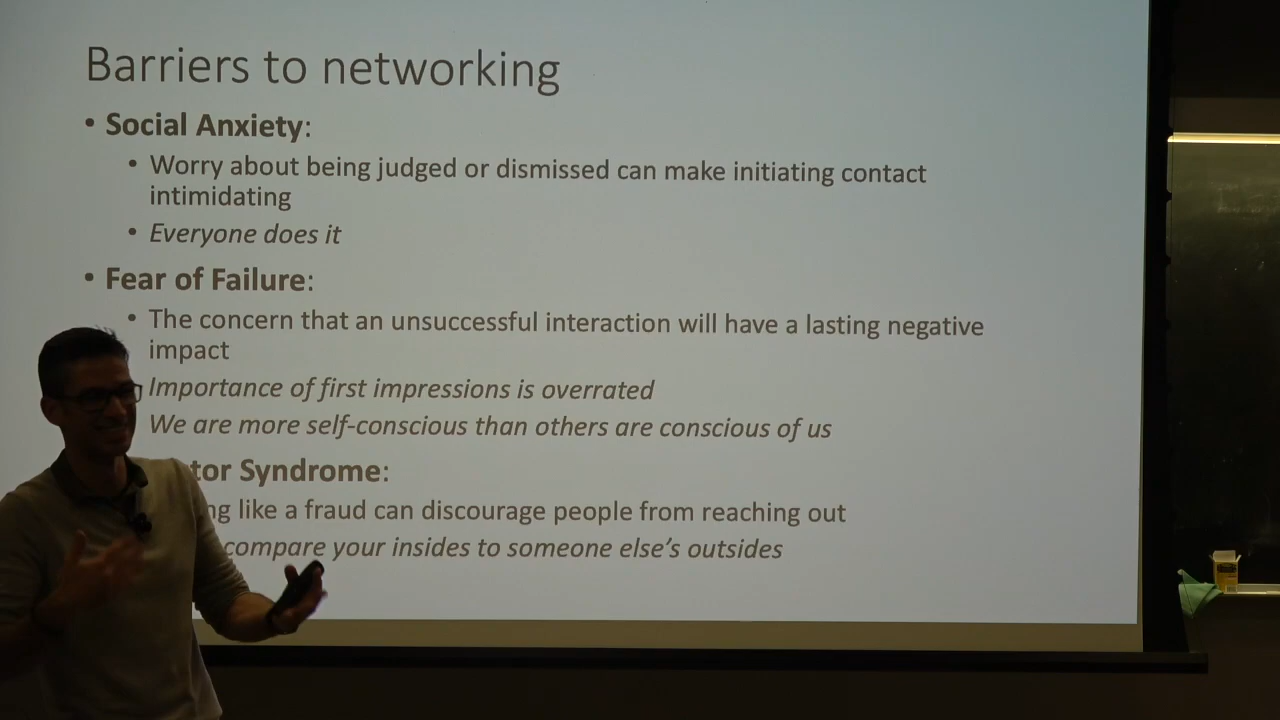 Barriers to networking
• Social Anxiety:
• Worry about being judged or dismissed can make initiating contact
intimidating
• Everyone does it
• Fear of Failure:
• The concern that an unsuccessful interaction will have a lasting negative
impact
Importance of first impressions is overrated
We are more self-conscious than others are conscious of us
tor Syndrome:
ng like a fraud can discourage people from reaching out
compare your insides to someone else's outsides